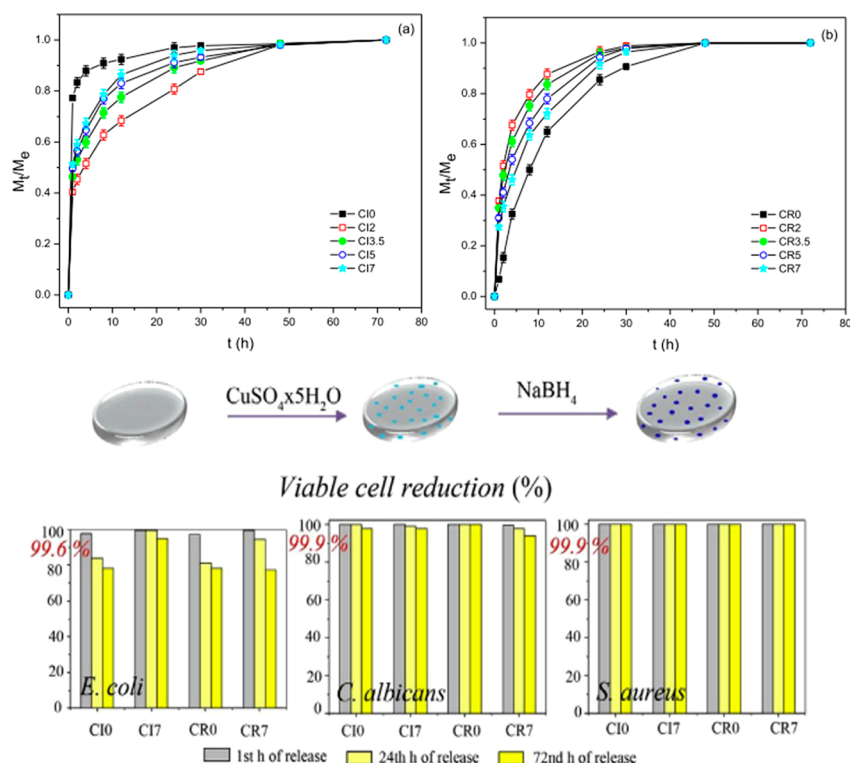 (a)
1.0
0.8
0.6
0.4
0.2
0.0
Mt/Me
CI0
CI2
CI3.5
CI5
CI7
0 10 20 30 40 50 60 70 80
t (h)
(b)
1.0
0.8
0.6
0.4
0.2
0.0
Mt/Me
CR0
CR2
CR3.5
CR5
CR7
0 10 20 30 40 50 60 70 80
t (h)
CuSO4x5H2O
NaBH4
Viable cell reduction (%)
100
99.6 %
80
60
40
20
0
E. coli
CI0 CI7 CR0 CR7
100
99.9 %
80
60
40
20
0
C. albicans
CI0 CI7 CR0 CR7
100
99.9 %
80
60
40
20
0
S. aureus
CI0 CI7 CR0 CR7
1st h of release 24th h of release 72nd h of release